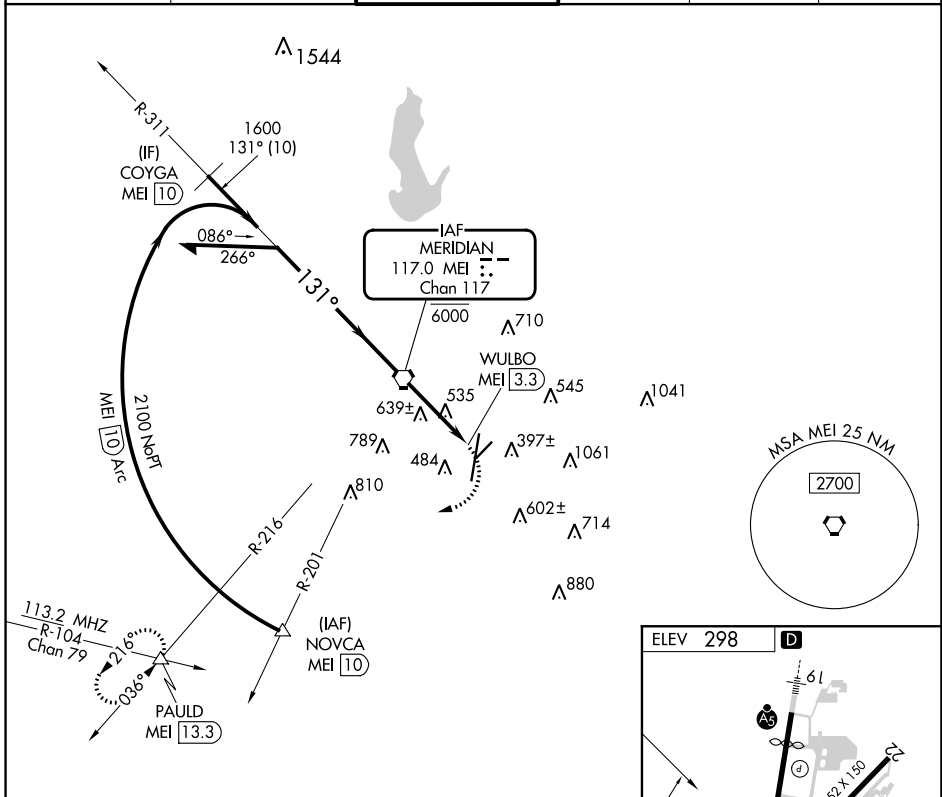 1544
R-311
1600
131° (10)
(IF)
COYGA
MEI 10
086°
266°
131°
IAF
MERIDIAN
117.0 MEI
Chan 117
6000
710
WULBO
MEI 3.3
535
545
1041
639±
789
484
397±
1061
810
602±
714
880
2100 NoPT
MEI 10 Arc
MSA MEI 25 NM
2700
R-216
R-201
113.2 MHZ
R-104
Chan 79
216°
036°
(IAF)
NOVCA
MEI 10
PAULD
MEI 13.3
ELEV 298
D
19
A5
P
22
52 X 150